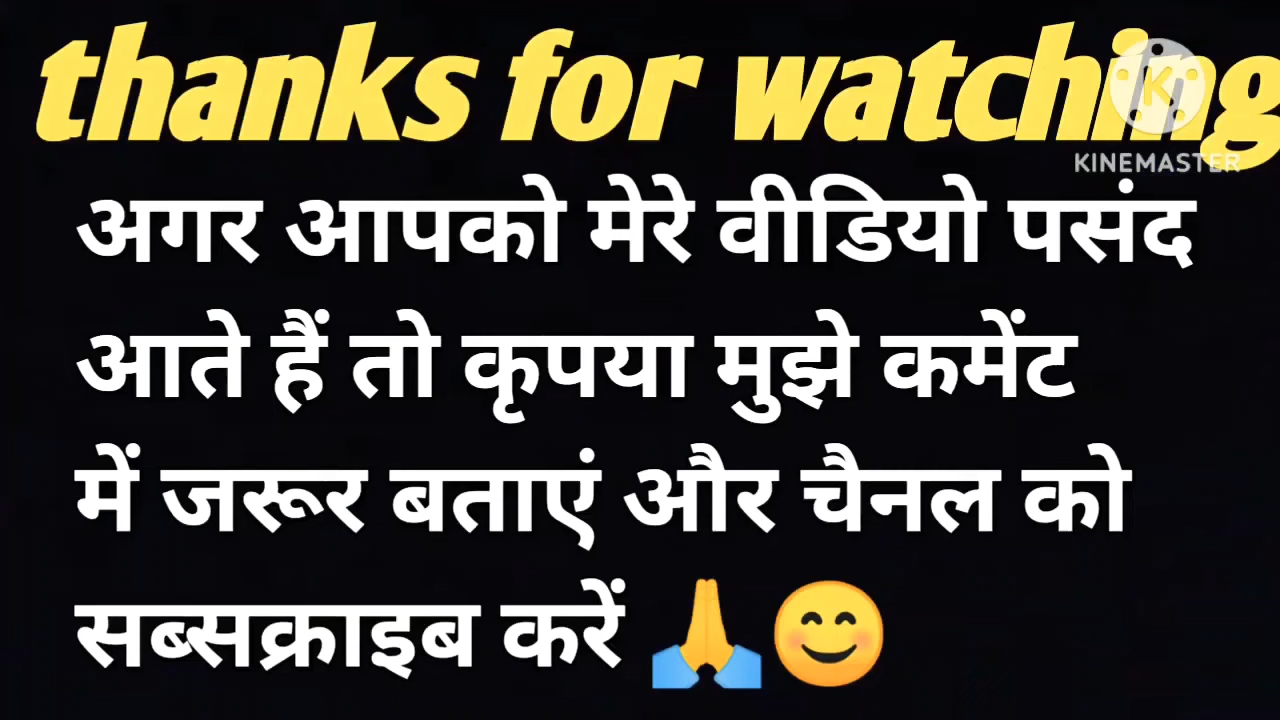 thanks for watching
KINEMASTER
अगर आपको मेरे वीडियो पसंद
आते हैं तो कृपया मुझे कमेंट
में जरूर बताएं और चैनल को
सब्सक्राइब करें 🙏😊